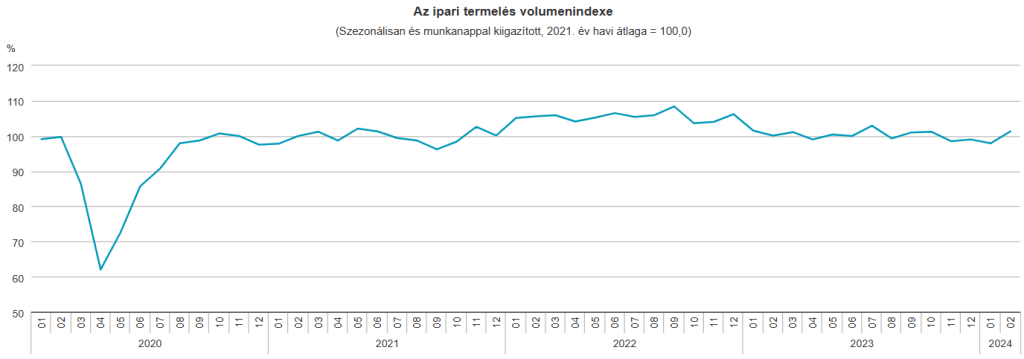 Az ipari termelés volumenindexe
(Szezonálisan és munkanappal kiigazított, 2021. év havi átlaga = 100,0)
%
120
110
100
90
80
70
60
50
01 02 03 04 05 06 07 08 09 10 11 12 01 02 03 04 05 06 07 08 09 10 11 12 01 02 03 04 05 06 07 08 09 10 11 12 01 02 03 04 05 06 07 08 09 10 11 12 01 02
2020 2021 2022 2023 2024